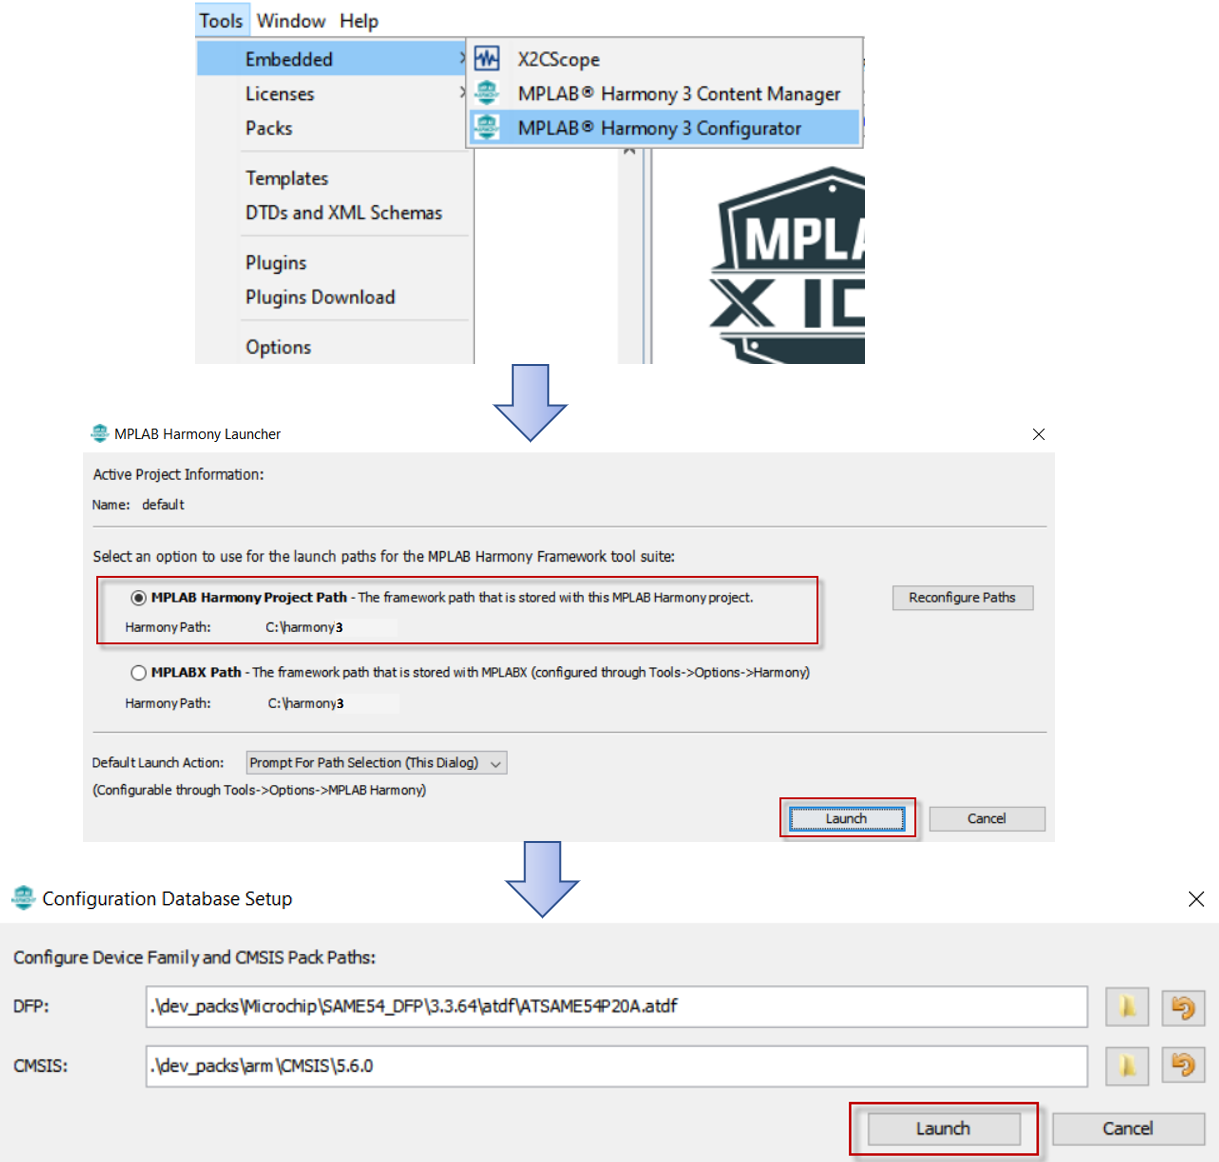 Tools Window Help
Embedded
X2CScope
Licenses
MPLAB® Harmony 3 Content Manager
Packs
MPLAB® Harmony 3 Configurator
Templates
DTDs and XML Schemas
Plugins
Plugins Download
Options
MPLA
X I
MPLAB Harmony Launcher
Active Project Information:
Name: default
Select an option to use for the launch paths for the MPLAB Harmony Framework tool suite:
MPLAB Harmony Project Path - The framework path that is stored with this MPLAB Harmony project.
Reconfigure Paths
Harmony Path: C:\harmony3
MPLABX Path - The framework path that is stored with MPLABX (configured through Tools->Options->Harmony)
Harmony Path: C:\harmony3
Default Launch Action: Prompt For Path Selection (This Dialog)
(Configurable through Tools->Options->MPLAB Harmony)
Launch Cancel
Configuration Database Setup
Configure Device Family and CMSIS Pack Paths:
DFP: .\dev_packs\Microchip\SAME54_DFP\3.3.64\atdf\ATSAME54P20A.atdf
CMSIS: .\dev_packs\arm\CMSIS\5.6.0
Launch Cancel